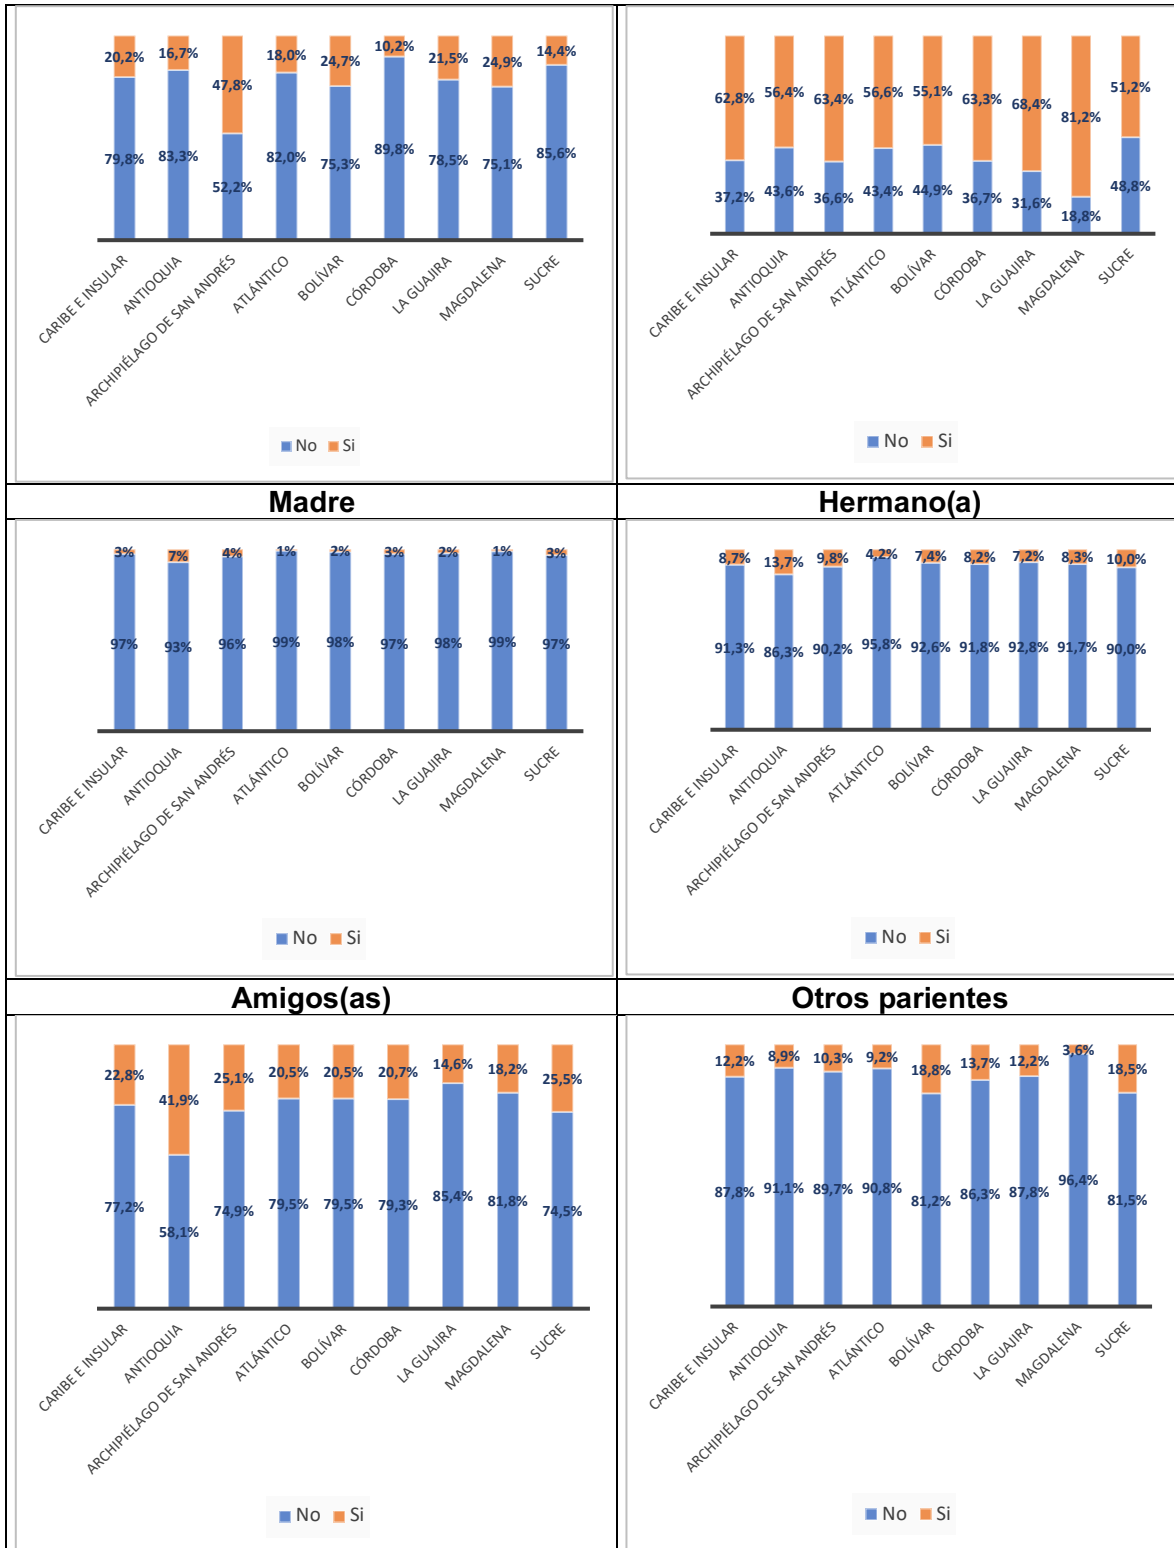 20,2% 16,7% 47,8% 18,0% 24,7% 10,2% 21,5% 24,9% 14,4%
79,8% 83,3% 52,2% 82,0% 75,3% 89,8% 78,5% 75,1% 85,6%
CARIBE E INSULAR
ANTIOQUIA
ARCHIPIÉLAGO DE SAN ANDRÉS
ATLÁNTICO
BOLÍVAR
CÓRDOBA
LA GUAJIRA
MAGDALENA
SUCRE
No Si
62,8% 56,4% 63,4% 56,6% 55,1% 63,3% 68,4% 81,2% 51,2%
37,2% 43,6% 36,6% 43,4% 44,9% 36,7% 31,6% 18,8% 48,8%
CARIBE E INSULAR
ANTIOQUIA
ARCHIPIÉLAGO DE SAN ANDRÉS
ATLÁNTICO
BOLÍVAR
CÓRDOBA
LA GUAJIRA
MAGDALENA
SUCRE
No Si
Madre
3% 7% 4% 1% 2% 3% 2% 1% 3%
97% 93% 96% 99% 98% 97% 98% 99% 97%
CARIBE E INSULAR
ANTIOQUIA
ARCHIPIÉLAGO DE SAN ANDRÉS
ATLÁNTICO
BOLÍVAR
CÓRDOBA
LA GUAJIRA
MAGDALENA
SUCRE
No Si
Hermano(a)
8,7% 13,7% 9,8% 4,2% 7,4% 8,2% 7,2% 8,3% 10,0%
91,3% 86,3% 90,2% 95,8% 92,6% 91,8% 92,8% 91,7% 90,0%
CARIBE E INSULAR
ANTIOQUIA
ARCHIPIÉLAGO DE SAN ANDRÉS
ATLÁNTICO
BOLÍVAR
CÓRDOBA
LA GUAJIRA
MAGDALENA
SUCRE
No Si
Amigos(as)
22,8% 41,9% 25,1% 20,5% 20,5% 20,7% 14,6% 18,2% 25,5%
77,2% 58,1% 74,9% 79,5% 79,5% 79,3% 85,4% 81,8% 74,5%
CARIBE E INSULAR
ANTIOQUIA
ARCHIPIÉLAGO DE SAN ANDRÉS
ATLÁNTICO
BOLÍVAR
CÓRDOBA
LA GUAJIRA
MAGDALENA
SUCRE
No Si
Otros parientes
12,2% 8,9% 10,3% 9,2% 18,8% 13,7% 12,2% 3,6% 18,5%
87,8% 91,1% 89,7% 90,8% 81,2% 86,3% 87,8% 96,4% 81,5%
CARIBE E INSULAR
ANTIOQUIA
ARCHIPIÉLAGO DE SAN ANDRÉS
ATLÁNTICO
BOLÍVAR
CÓRDOBA
LA GUAJIRA
MAGDALENA
SUCRE
No Si